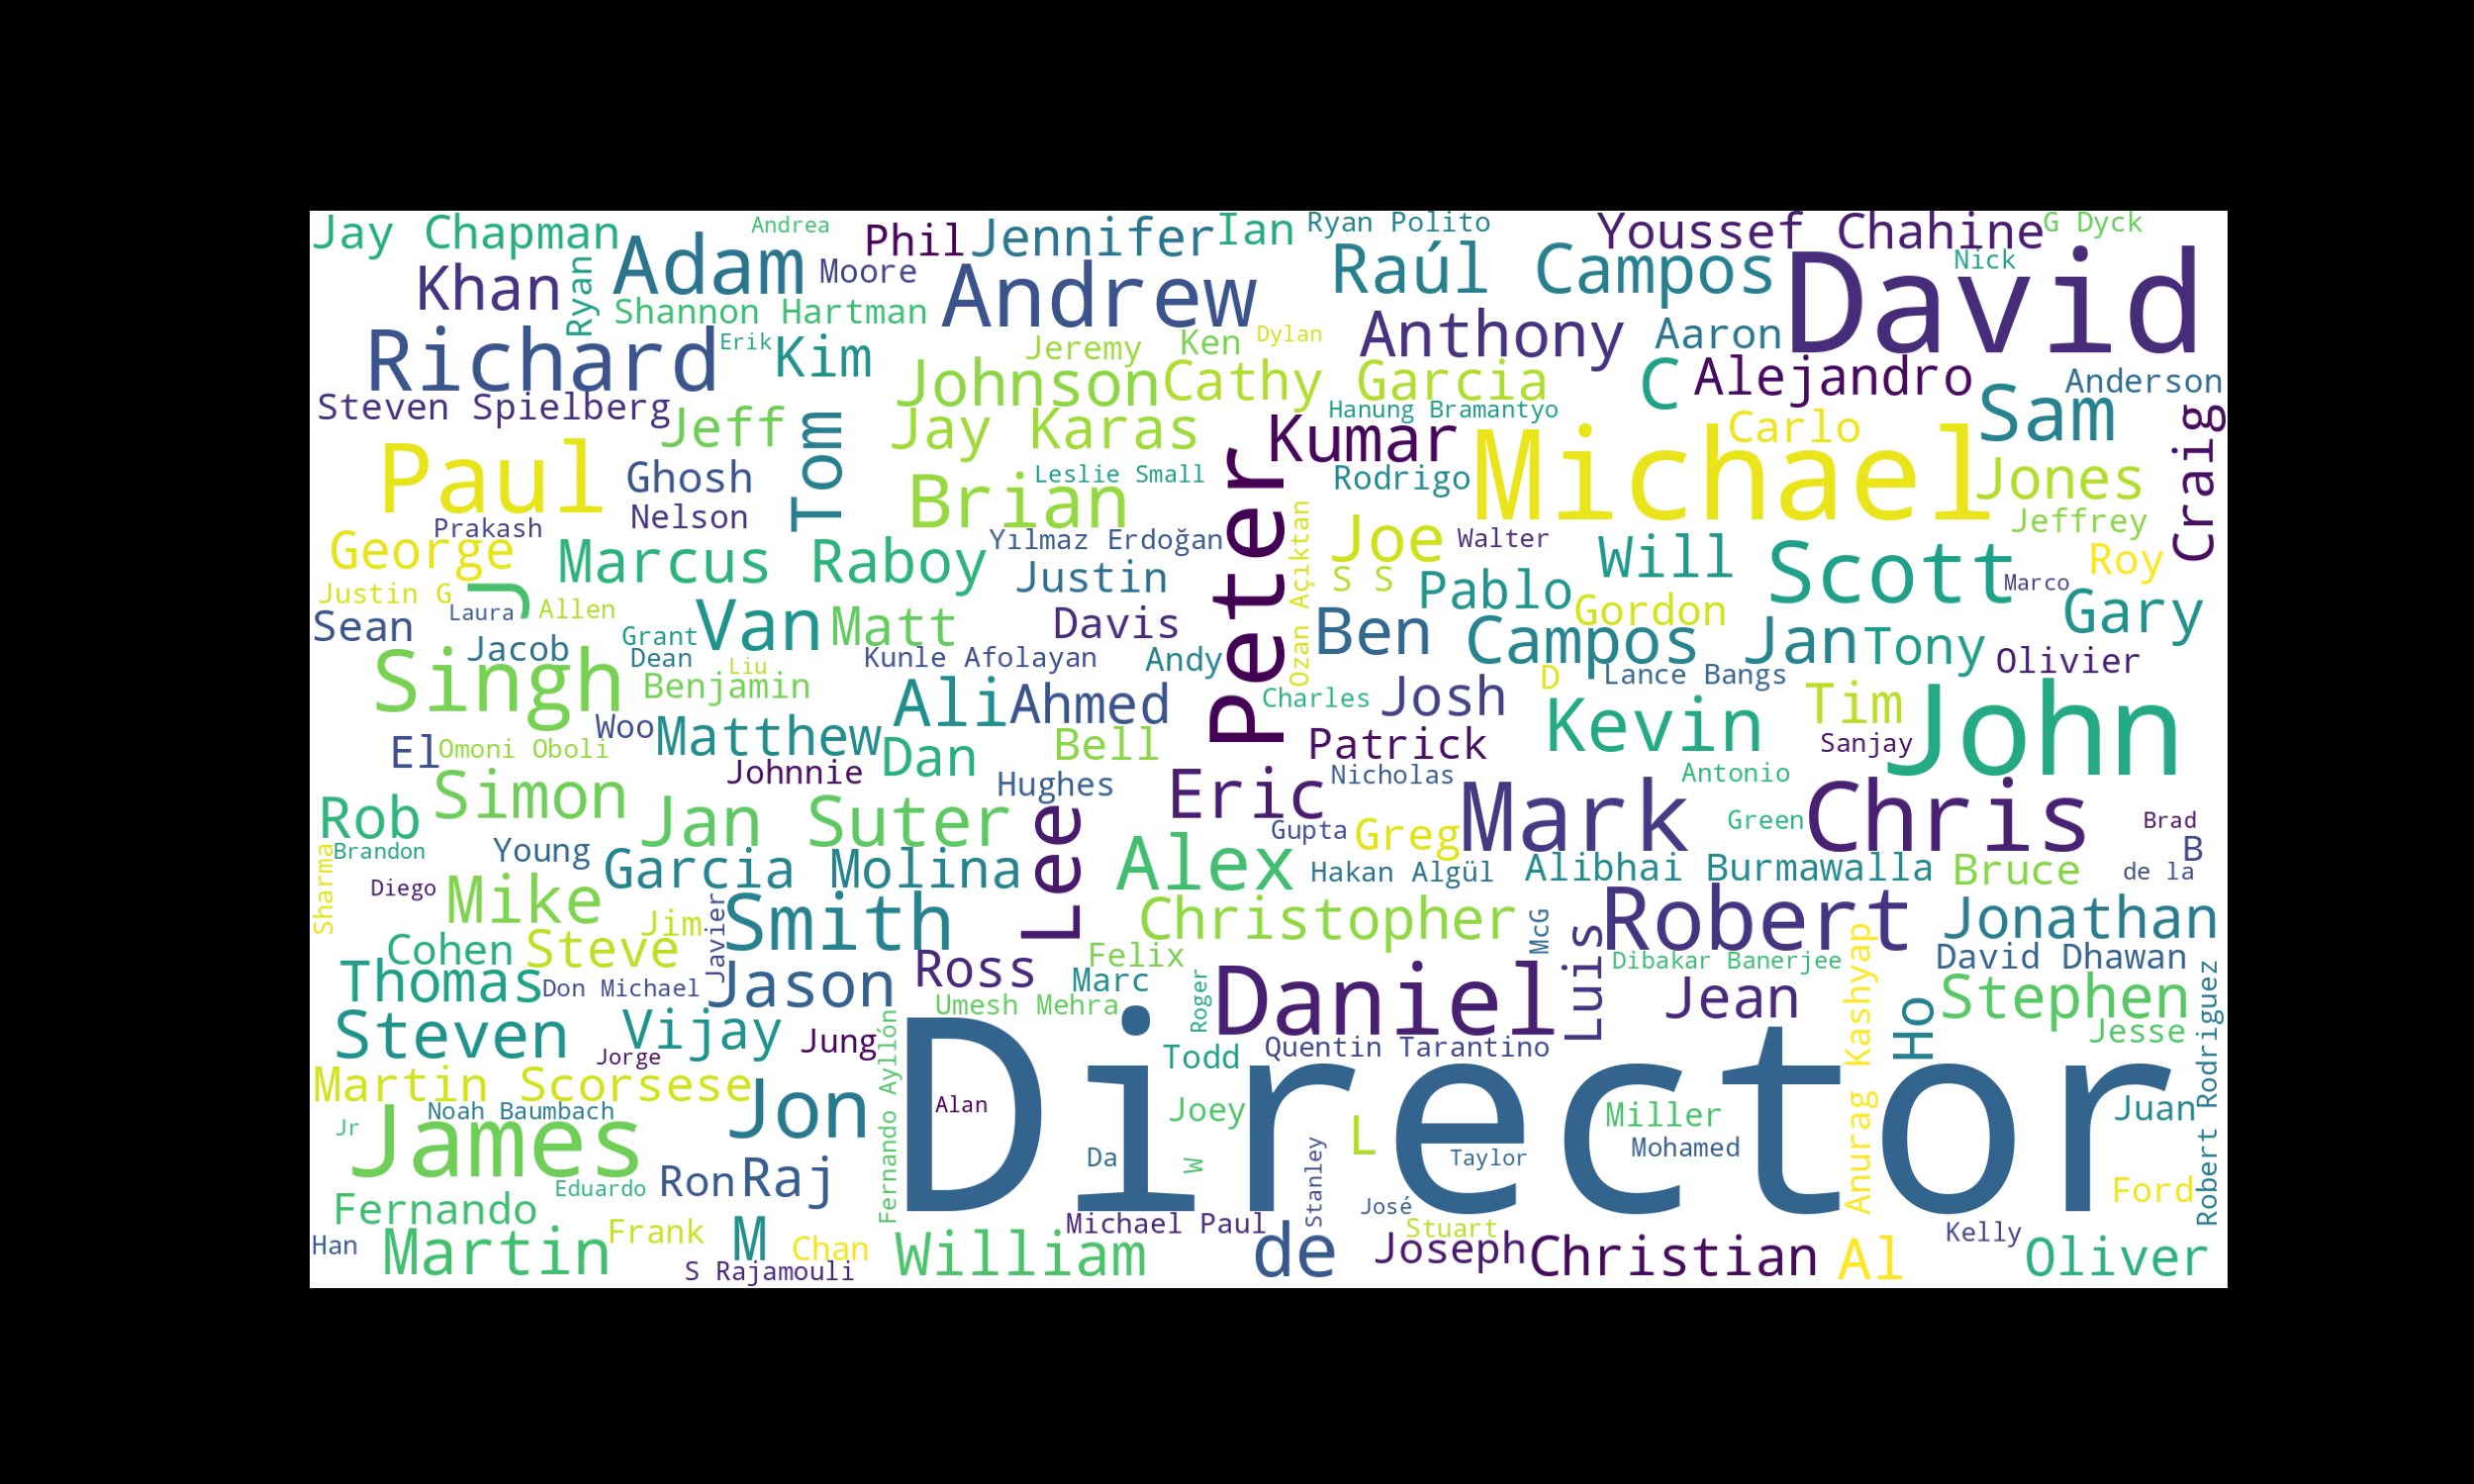 Jay Chapman
Andrea
Phil
Jennifer
Ian
Ryan Polito
Youssef Chahine
G Dyck
Khan
Ryan
Adam
Moore
Andrew
Raúl Campos
David
Nick
Shannon Hartman
Richard
Erik
Kim
Jeremy
Ken
Dylan
Anthony
Aaron
Johnson
Cathy Garcia
C
Alejandro
Anderson
Steven Spielberg
Jeff
Tom
Jay Karas
Hanung Bramantyo
Kumar
Carlo
Sam
Craig
Paul
Ghosh
Brian
Leslie Small
Peter
Rodrigo
Michael
Jones
Nelson
Prakash
George
Marcus Raboy
Yılmaz Erdoğan
Ozan Açıktan
Joe
Walter
Will
Scott
Jeffrey
Roy
Justin G
J
Justin
S S
Pablo
Marco
Laura
Allen
Sean
Van
Matt
Davis
Ben
Gordon
Gary
Jacob
Grant
Dean
Liu
Kunle Afolayan
Andy
Campos Jan
Tony
Olivier
Singh
Benjamin
Ali
Ahmed
Charles
Josh
D
Lance Bangs
Tim
John
Woo
Matthew
El
Omoni Oboli
Dan
Bell
Patrick
Kevin
Sanjay
Johnnie
Hughes
Nicholas
Antonio
Simon
Rob
Jan Suter
Lee
Eric
Mark
Chris
Green
Brad
Gupta
Greg
B
Brandon
Young
Sharma
Garcia Molina
Alex
Hakan Algül
Alibhai Burmawalla
Bruce
de la
Diego
Mike
Jim
Javier
Smith
Christopher
McG
Luis
Robert
Jonathan
Cohen
Steve
Ross
Felix
Dibakar Banerjee
Anurag Kashyap
David Dhawan
Thomas
Don Michael
Jason
Marc
Roger
Daniel
Jean
Ho
Stephen
Robert Rodriguez
Umesh Mehra
Steven
Vijay
Jung
Jorge
Fernando Ayllón
Director
Todd
Quentin Tarantino
Jesse
Martin Scorsese
Noah Baumbach
Jon
Alan
Joey
Miller
Juan
Jr
James
L
Stanley
Mohamed
Da
W
Taylor
Ron
Raj
Eduardo
Ford
Fernando
José
Frank
M
Michael Paul
Stuart
Kelly
Han
Martin
Chan
William
de
Joseph
Christian
Al
Oliver
S Rajamouli